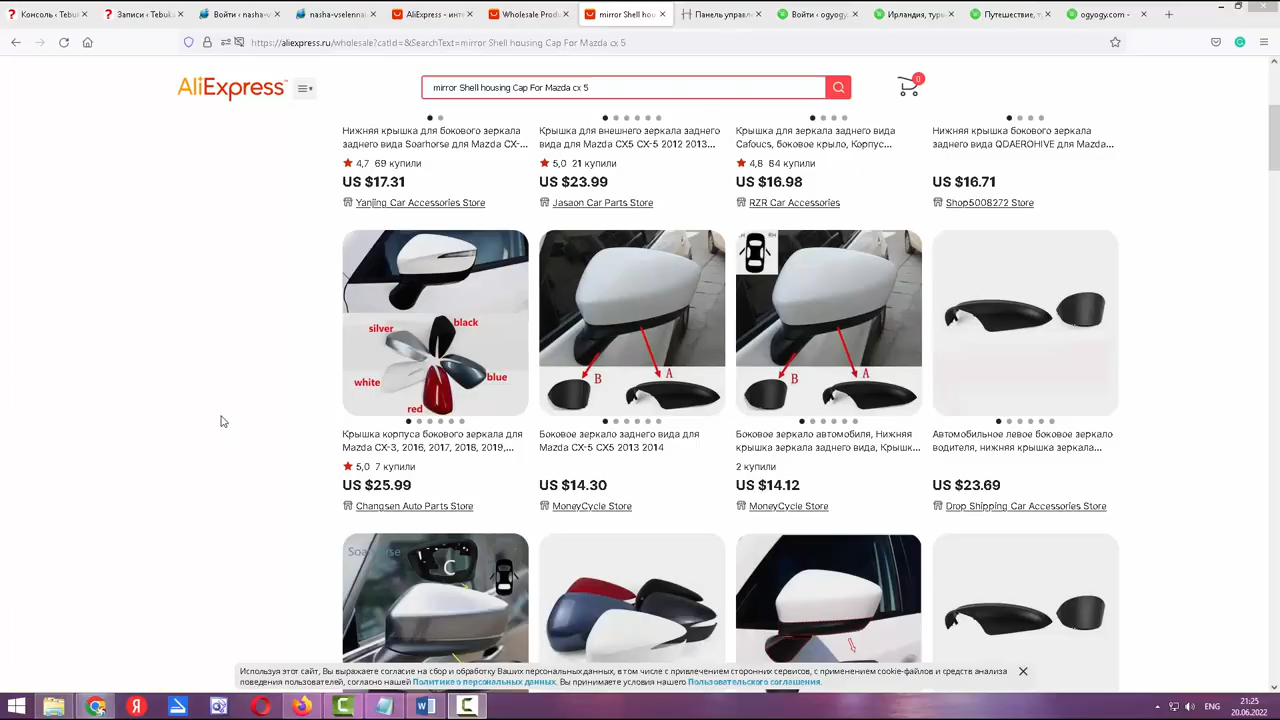 Консоль ‹ Tebuk
Записи ‹ Tebuka
Войти ‹ nasha-vs
nasha-vselennai
AliExpress - инте
Wholesale Produ
mirror Shell hou
Панель управле
Войти ‹ ogyogy
Ирландия, туры
Путешествие, т
ogyogy.com -
https://aliexpress.ru/wholesale?catId=&SearchText=mirror Shell housing Cap For Mazda cx 5
AliExpress
mirror Shell housing Cap For Mazda cx 5
0
Нижняя крышка для бокового зеркала
заднего вида Soarhorse для Mazda CX-...
4,7 69 купили
US $17.31
Yanjing Car Accessories Store
Крышка для внешнего зеркала заднего
вида для Mazda CX5 CX-5 2012 2013...
5,0 21 купили
US $23.99
Jasaon Car Parts Store
Крышка для зеркала заднего вида
Cafoucs, боковое крыло, Корпус...
4,8 84 купили
US $16.98
RZR Car Accessories
Нижняя крышка бокового зеркала
заднего вида QDAEROHIVE для Mazda...
US $16.71
Shop5008272 Store
silver
black
white
blue
red
Крышка корпуса бокового зеркала для
Mazda CX-3, 2016, 2017, 2018, 2019,...
5,0 7 купили
US $25.99
Changsen Auto Parts Store
B
A
Боковое зеркало заднего вида для
Mazda CX-5 CX5 2013 2014
US $14.30
MoneyCycle Store
RH
B
A
Боковое зеркало автомобиля, Нижняя
крышка зеркала заднего вида, Крышк...
2 купили
US $14.12
MoneyCycle Store
Автомобильное левое боковое зеркало
водителя, нижняя крышка зеркала...
US $23.69
Drop Shipping Car Accessories Store
C
Используя этот сайт, Вы выражаете согласие на сбор и обработку Ваших персональных данных, в том числе с привлечением сторонних сервисов, с применением cookie-файлов и средств анализа
поведения пользователей, согласно нашей Политике о персональных данных. Вы принимаете условия нашего Пользовательского соглашения.
ENG
21:25
20.06.2022